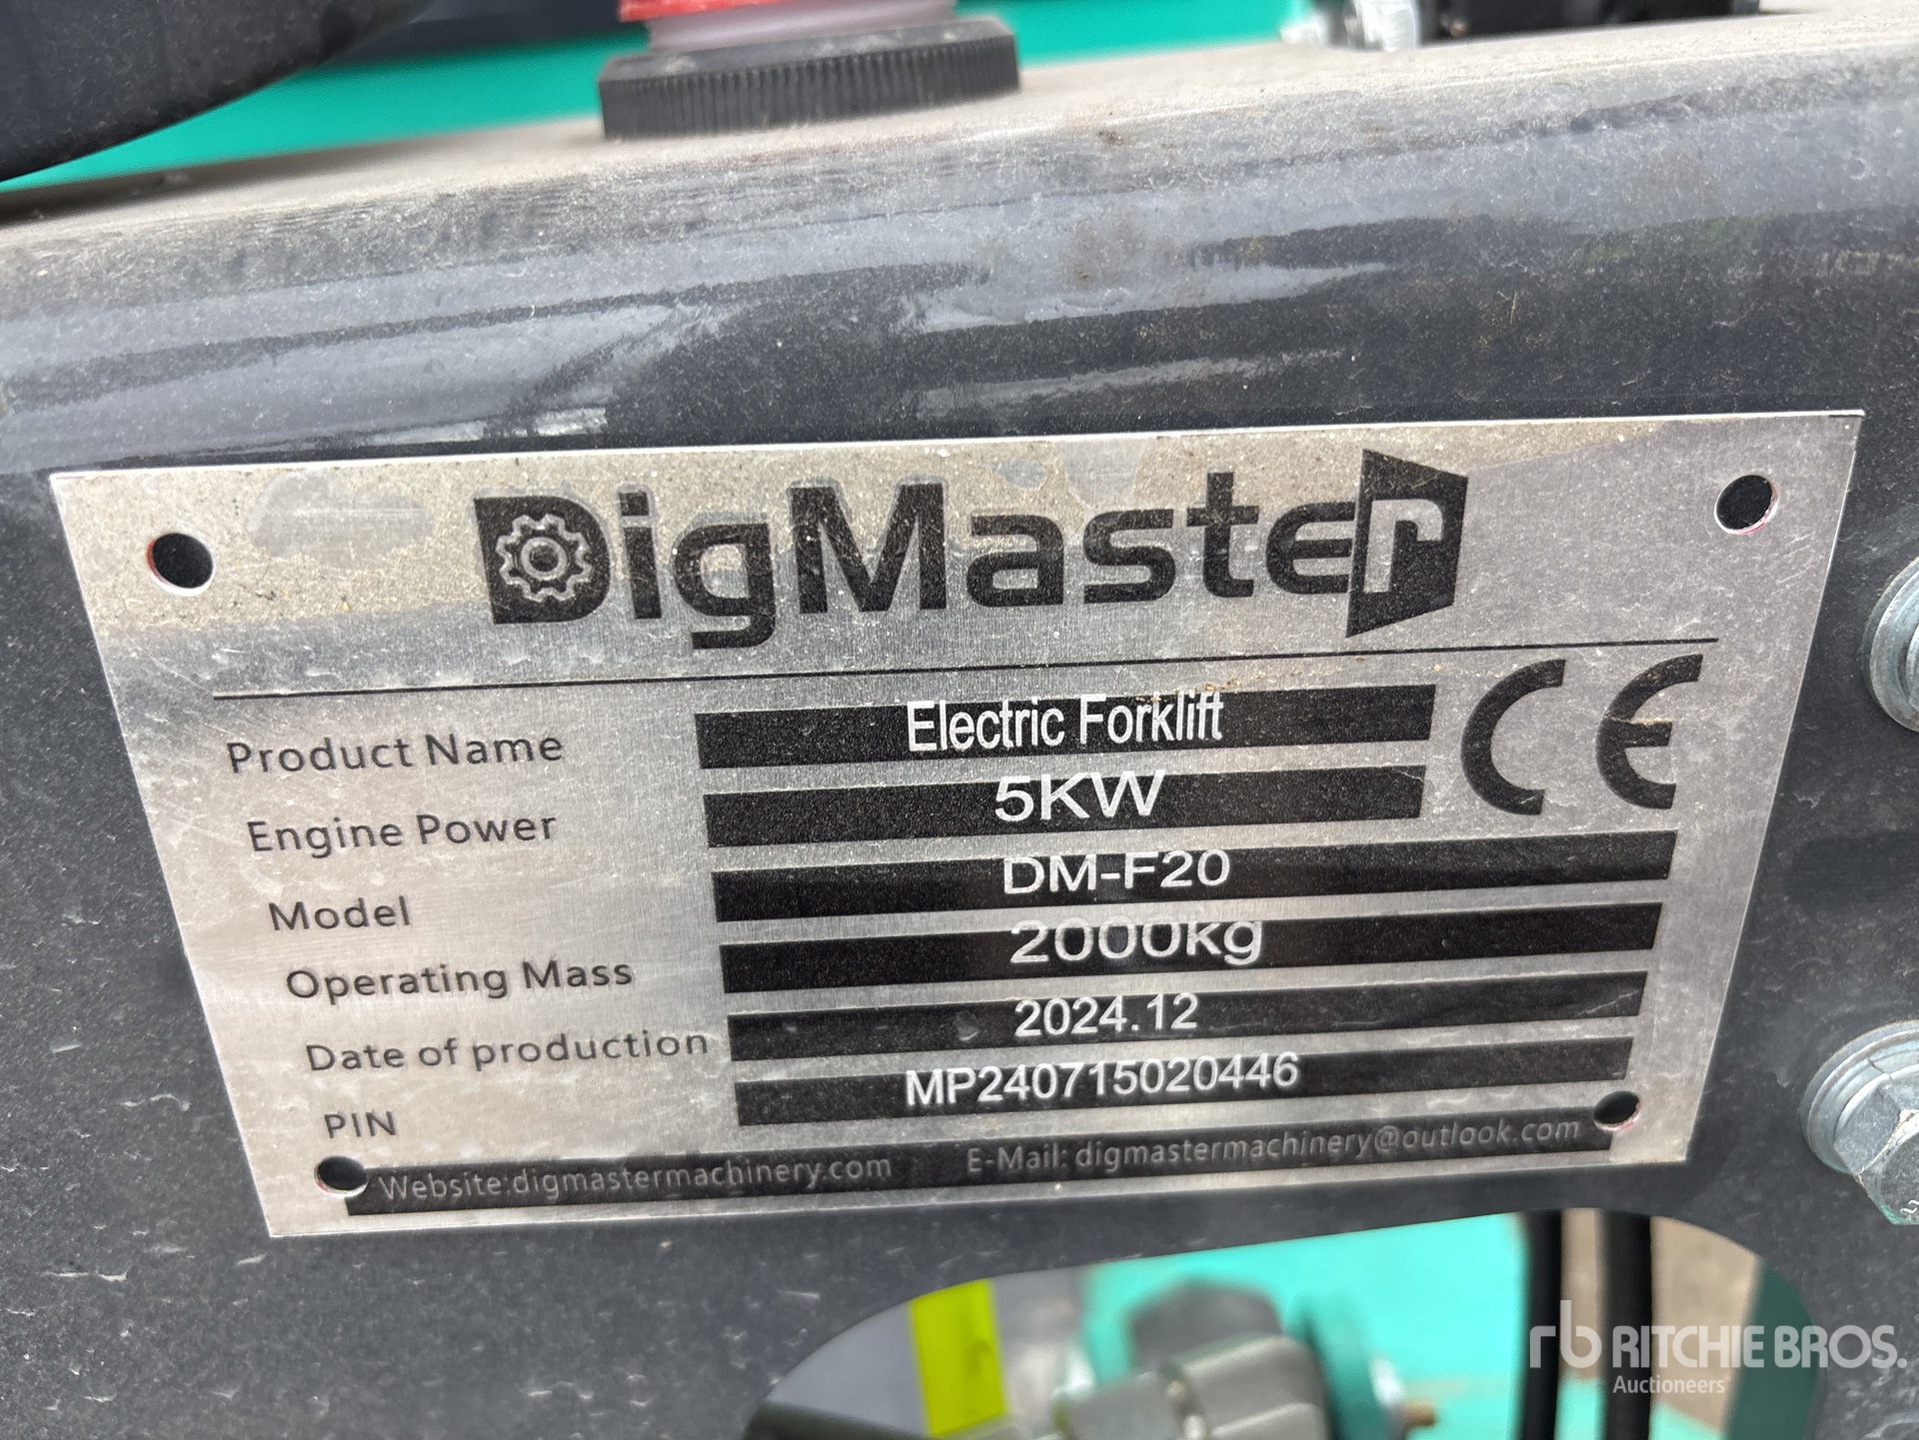 DigMaster
Product Name Electric Forklift
CE
Engine Power 5KW
Model DM-F20
Operating Mass 2000kg
Date of production 2024.12
PIN MP240715020446
Website:digmastermachinery.com E-Mail: digmastermachinery@outlook.com
rb RITCHIE BROS.
Auctioneers